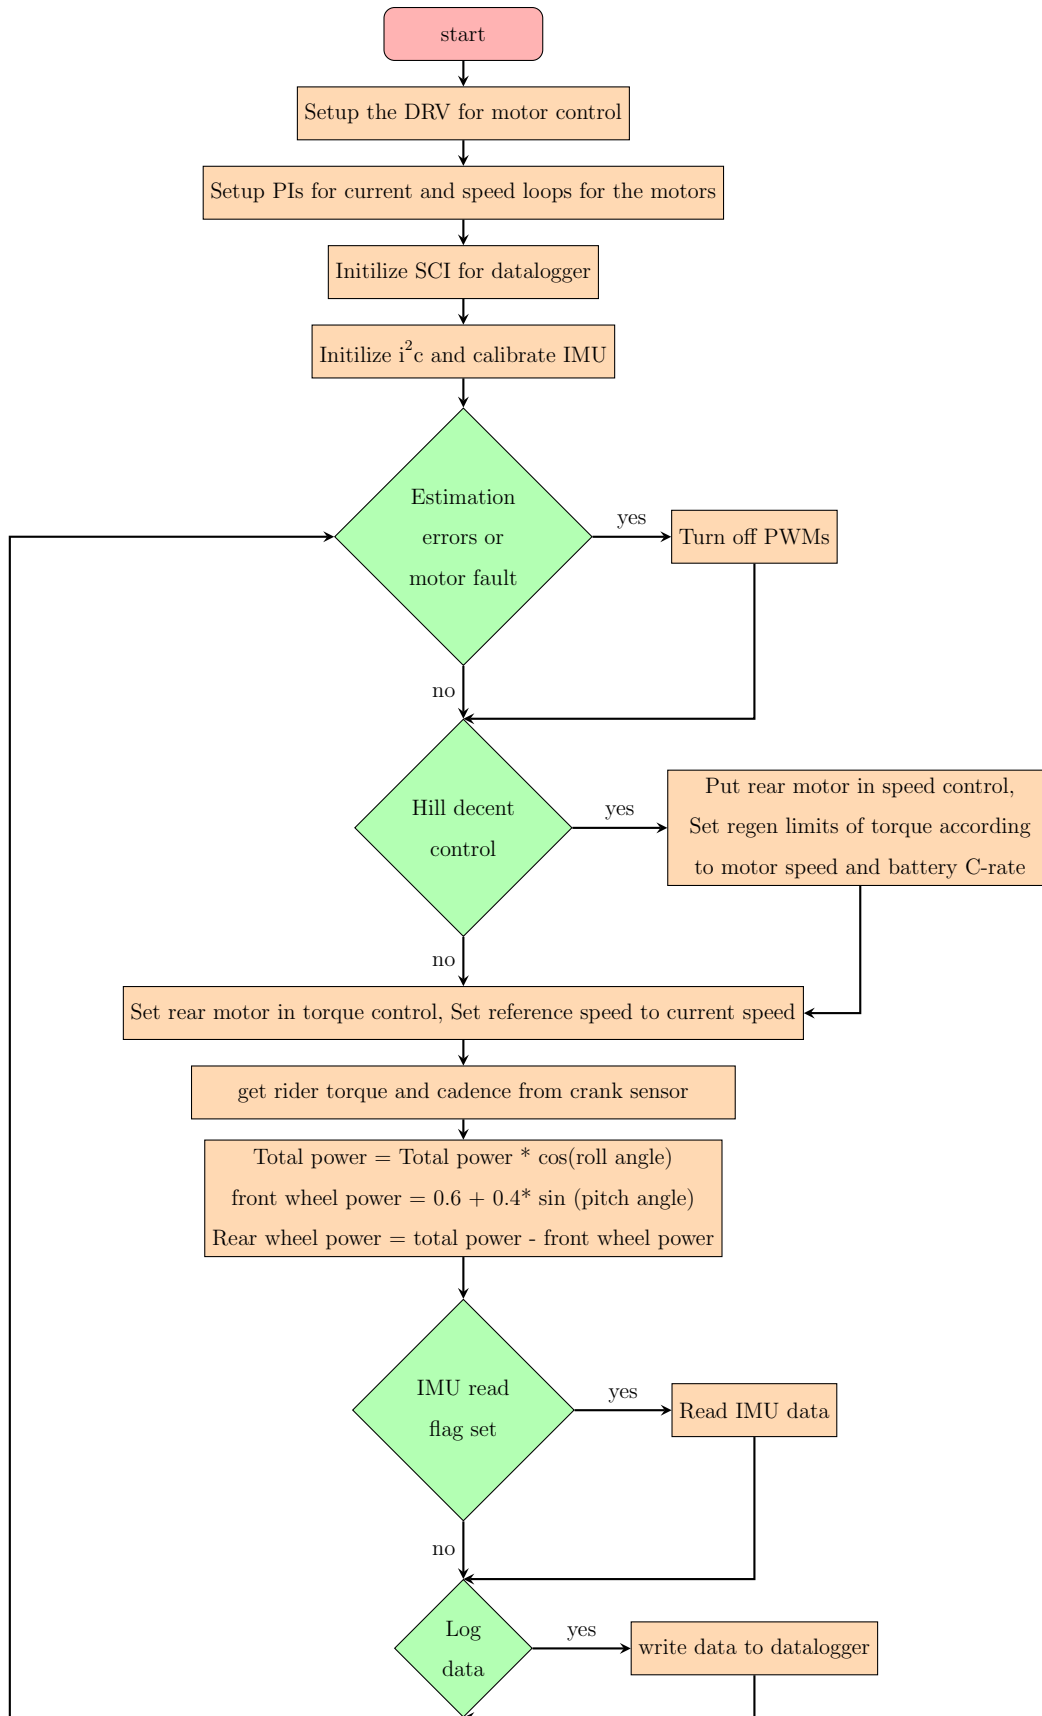 start
Setup the DRV for motor control
Setup PIs for current and speed loops for the motors
Initilize SCI for datalogger
Initilize i²c and calibrate IMU
Estimation
errors or
motor fault
yes
Turn off PWMs
no
Hill decent
control
yes
Put rear motor in speed control,
Set regen limits of torque according
to motor speed and battery C-rate
no
Set rear motor in torque control, Set reference speed to current speed
get rider torque and cadence from crank sensor
Total power = Total power * cos(roll angle)
front wheel power = 0.6 + 0.4* sin (pitch angle)
Rear wheel power = total power - front wheel power
IMU read
flag set
yes
Read IMU data
no
Log
data
yes
write data to datalogger